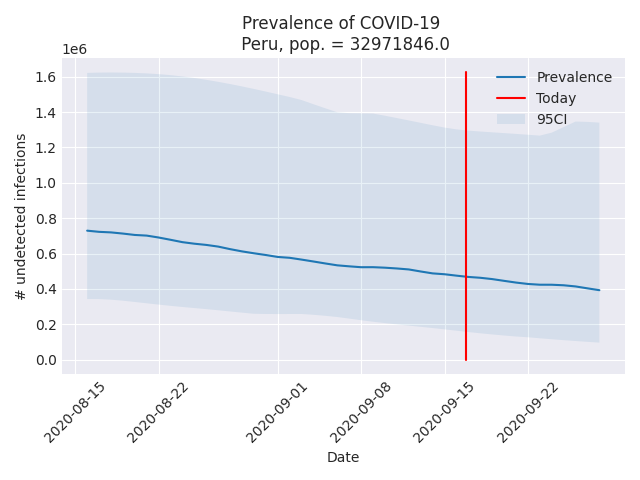 Prevalence of COVID-19
Peru, pop. = 32971846.0
1e6
1.6
1.4
1.2
1.0
0.8
0.6
0.4
0.2
0.0
# undetected infections
Prevalence
Today
95CI
2020-08-15
2020-08-22
2020-09-01
2020-09-08
2020-09-15
2020-09-22
Date